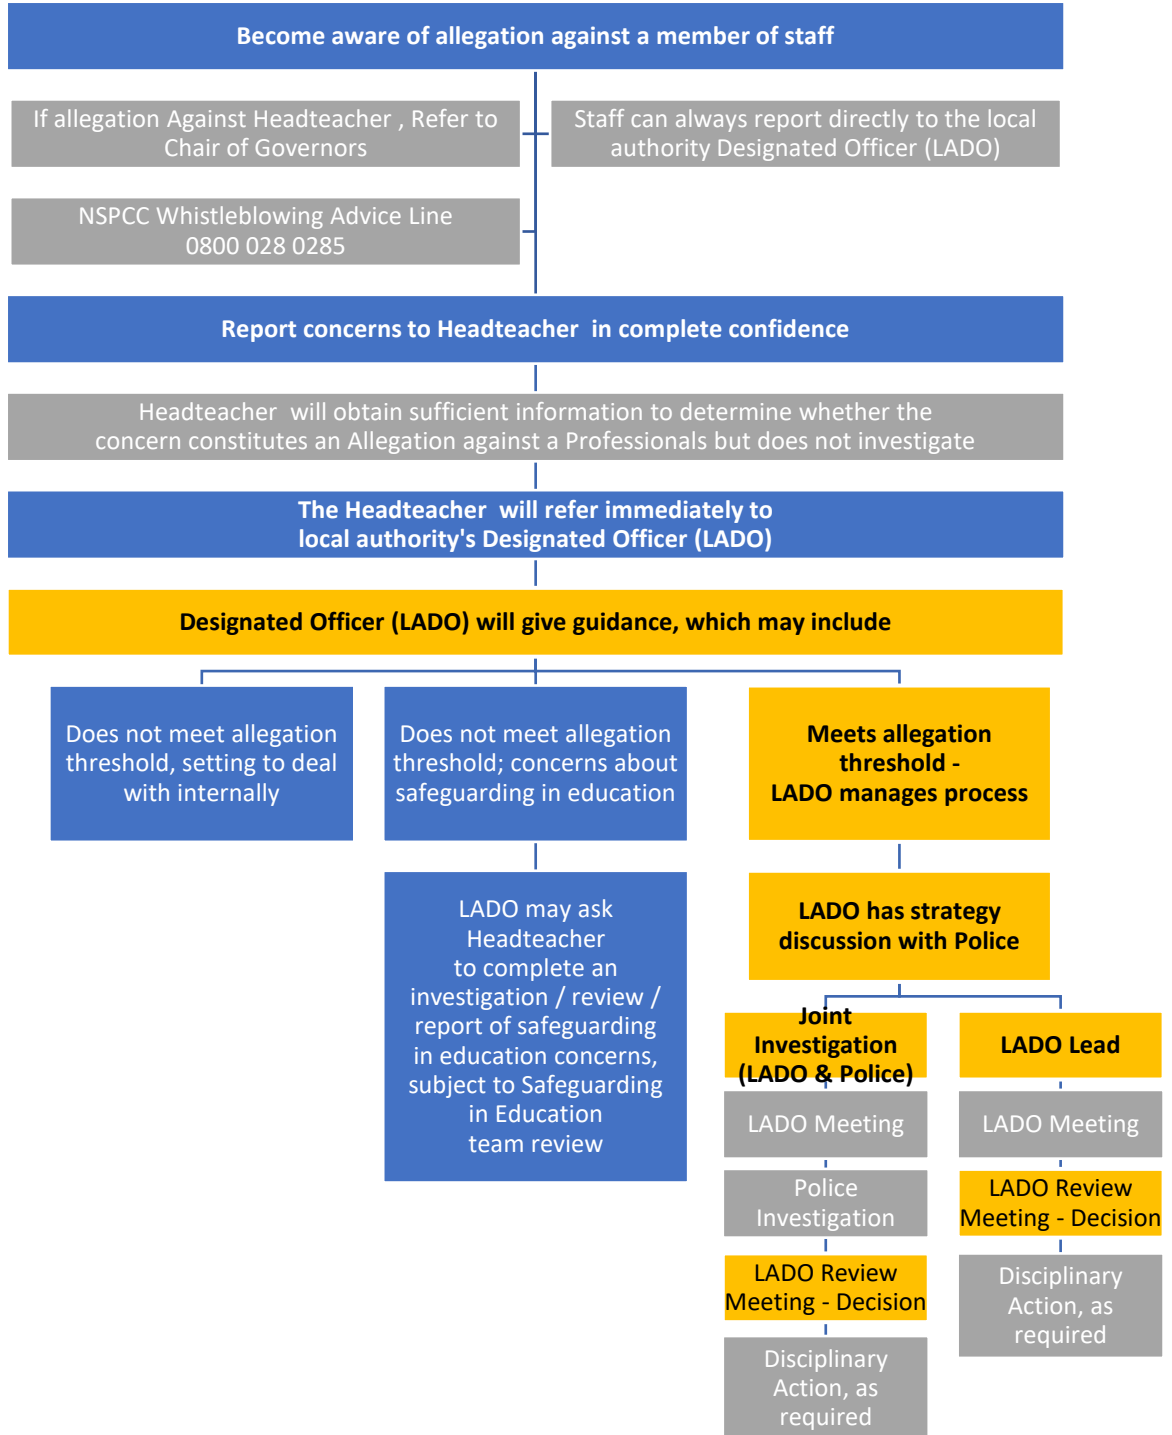 Become aware of allegation against a member of staff
If allegation Against Headteacher , Refer to
Chair of Governors
Staff can always report directly to the local
authority Designated Officer (LADO)
NSPCC Whistleblowing Advice Line
0800 028 0285
Report concerns to Headteacher  in complete confidence
Headteacher  will obtain sufficient information to determine whether the
concern constitutes an Allegation against a Professionals but does not investigate
The Headteacher  will refer immediately to
local authority's Designated Officer (LADO)
Designated Officer (LADO) will give guidance, which may include
Does not meet allegation
threshold, setting to deal
with internally
Does not meet allegation
threshold; concerns about
safeguarding in education
LADO may ask
Headteacher
to complete an
investigation / review /
report of safeguarding
in education concerns,
subject to Safeguarding
in Education
team review
Meets allegation
threshold -
LADO manages process
LADO has strategy
discussion with Police
Joint
Investigation
(LADO & Police)
LADO Meeting
Police
Investigation
LADO Review
Meeting - Decision
Disciplinary
Action, as
required
LADO Lead
LADO Meeting
LADO Review
Meeting - Decision
Disciplinary
Action, as
required